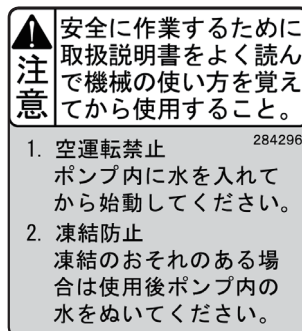 安全に作業するために
取扱説明書をよく読ん
で機械の使い方を覚え
てから使用すること。
注意
284296
1. 空運転禁止
ポンプ内に水を入れて
から始動してください。
2. 凍結防止
凍結のおそれのある場
合は使用後ポンプ内の
水をぬいてください。